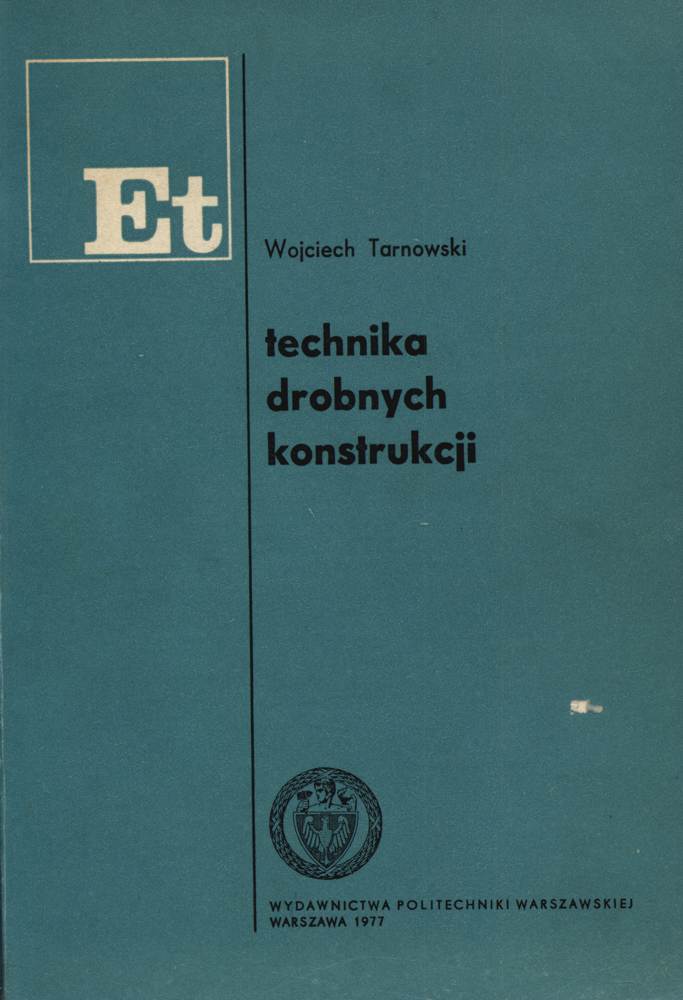 Et
Wojciech Tarnowski
technika
drobnych
konstrukcji
WYDAWNICTWA POLITECHNIKI WARSZAWSKIEJ
WARSZAWA 1977